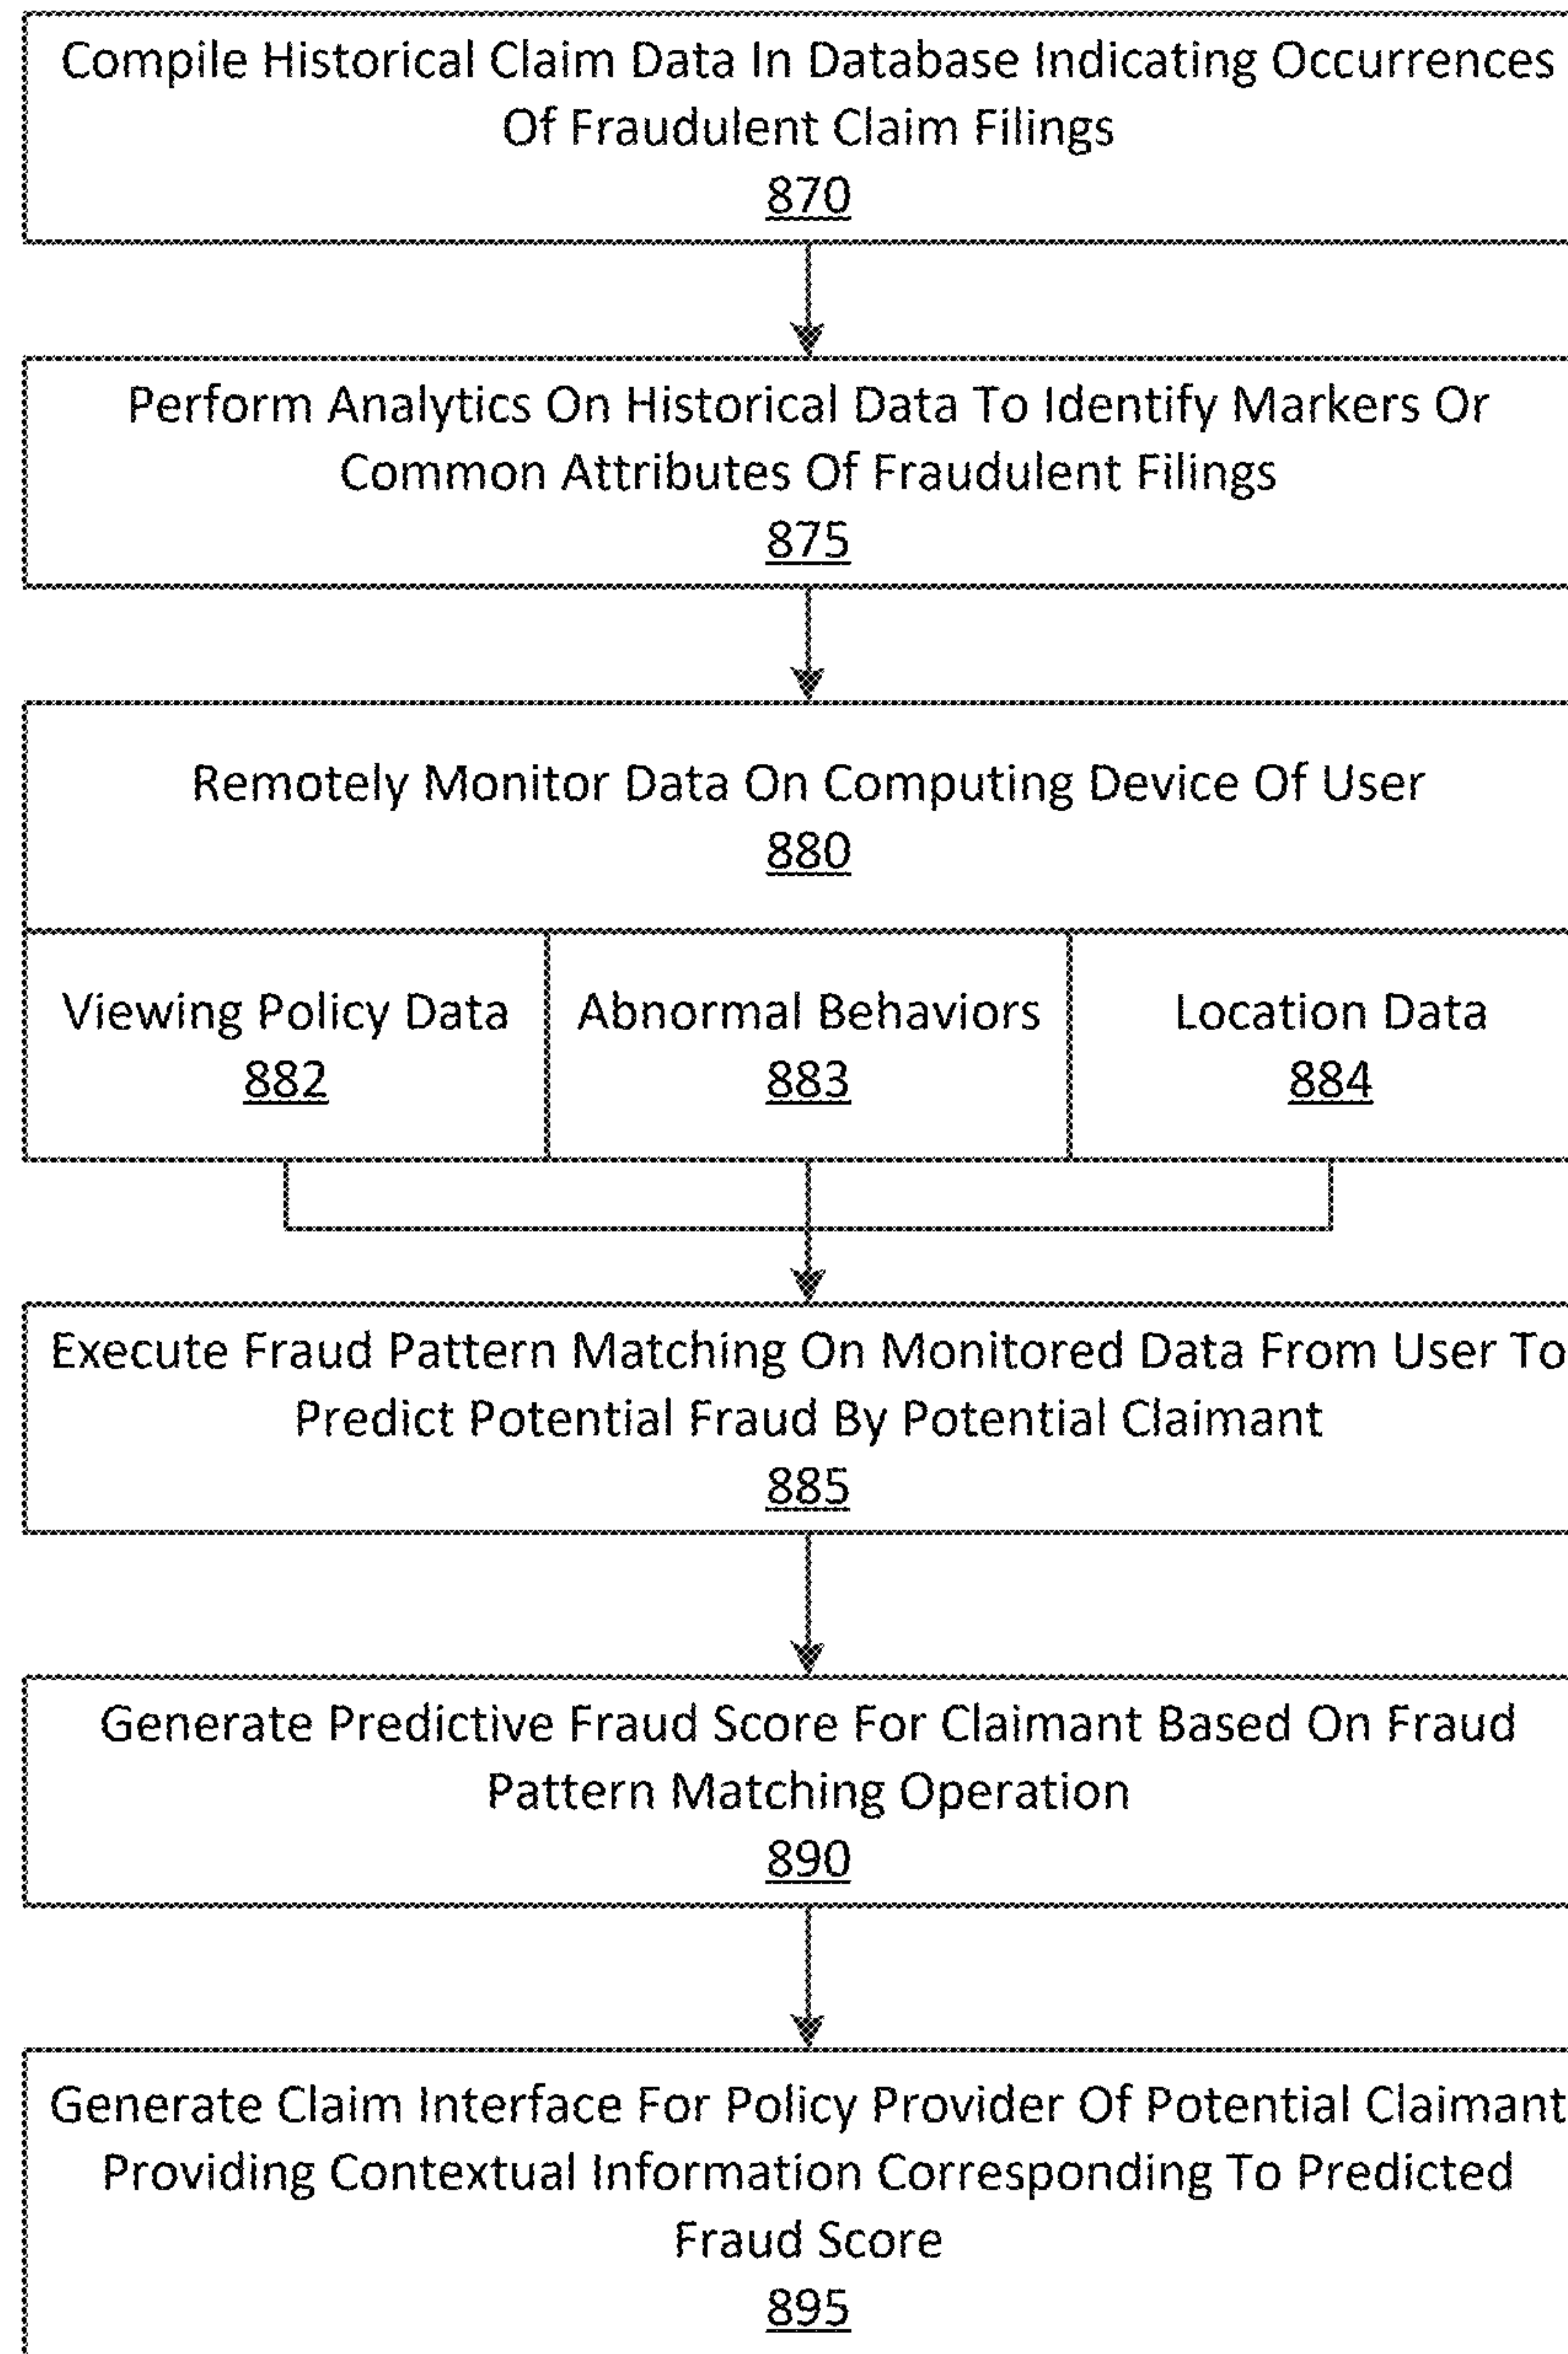 Compile Historical Claim Data In Database Indicating Occurrences
Of Fraudulent Claim Filings
870
Perform Analytics On Historical Data To Identify Markers Or
Common Attributes Of Fraudulent Filings
875
Remotely Monitor Data On Computing Device Of User
880
Viewing Policy Data
882
Abnormal Behaviors
883
Location Data
884
Execute Fraud Pattern Matching On Monitored Data From User To
Predict Potential Fraud By Potential Claimant
885
Generate Predictive Fraud Score For Claimant Based On Fraud
Pattern Matching Operation
890
Generate Claim Interface For Policy Provider Of Potential Claimant
Providing Contextual Information Corresponding To Predicted
Fraud Score
895